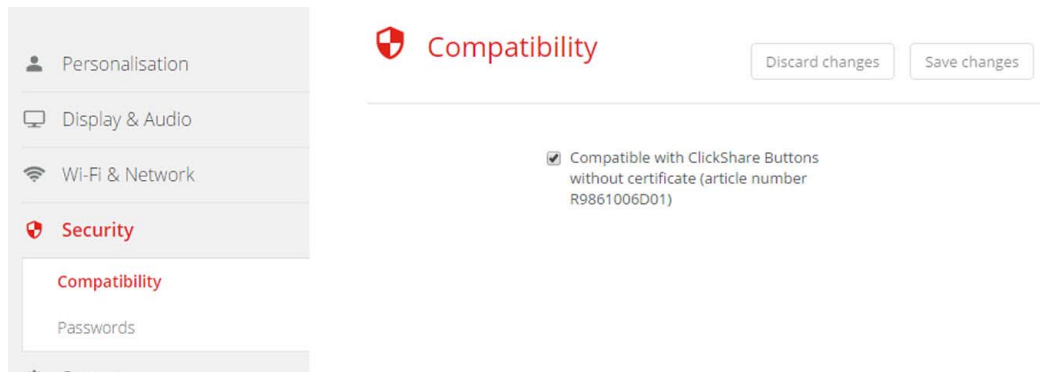 Compatibility
Discard changes
Save changes
Personalisation
Display & Audio
Wi-Fi & Network
Security
Compatibility
Passwords
Compatible with ClickShare Buttons
without certificate (article number
R9861006D01)